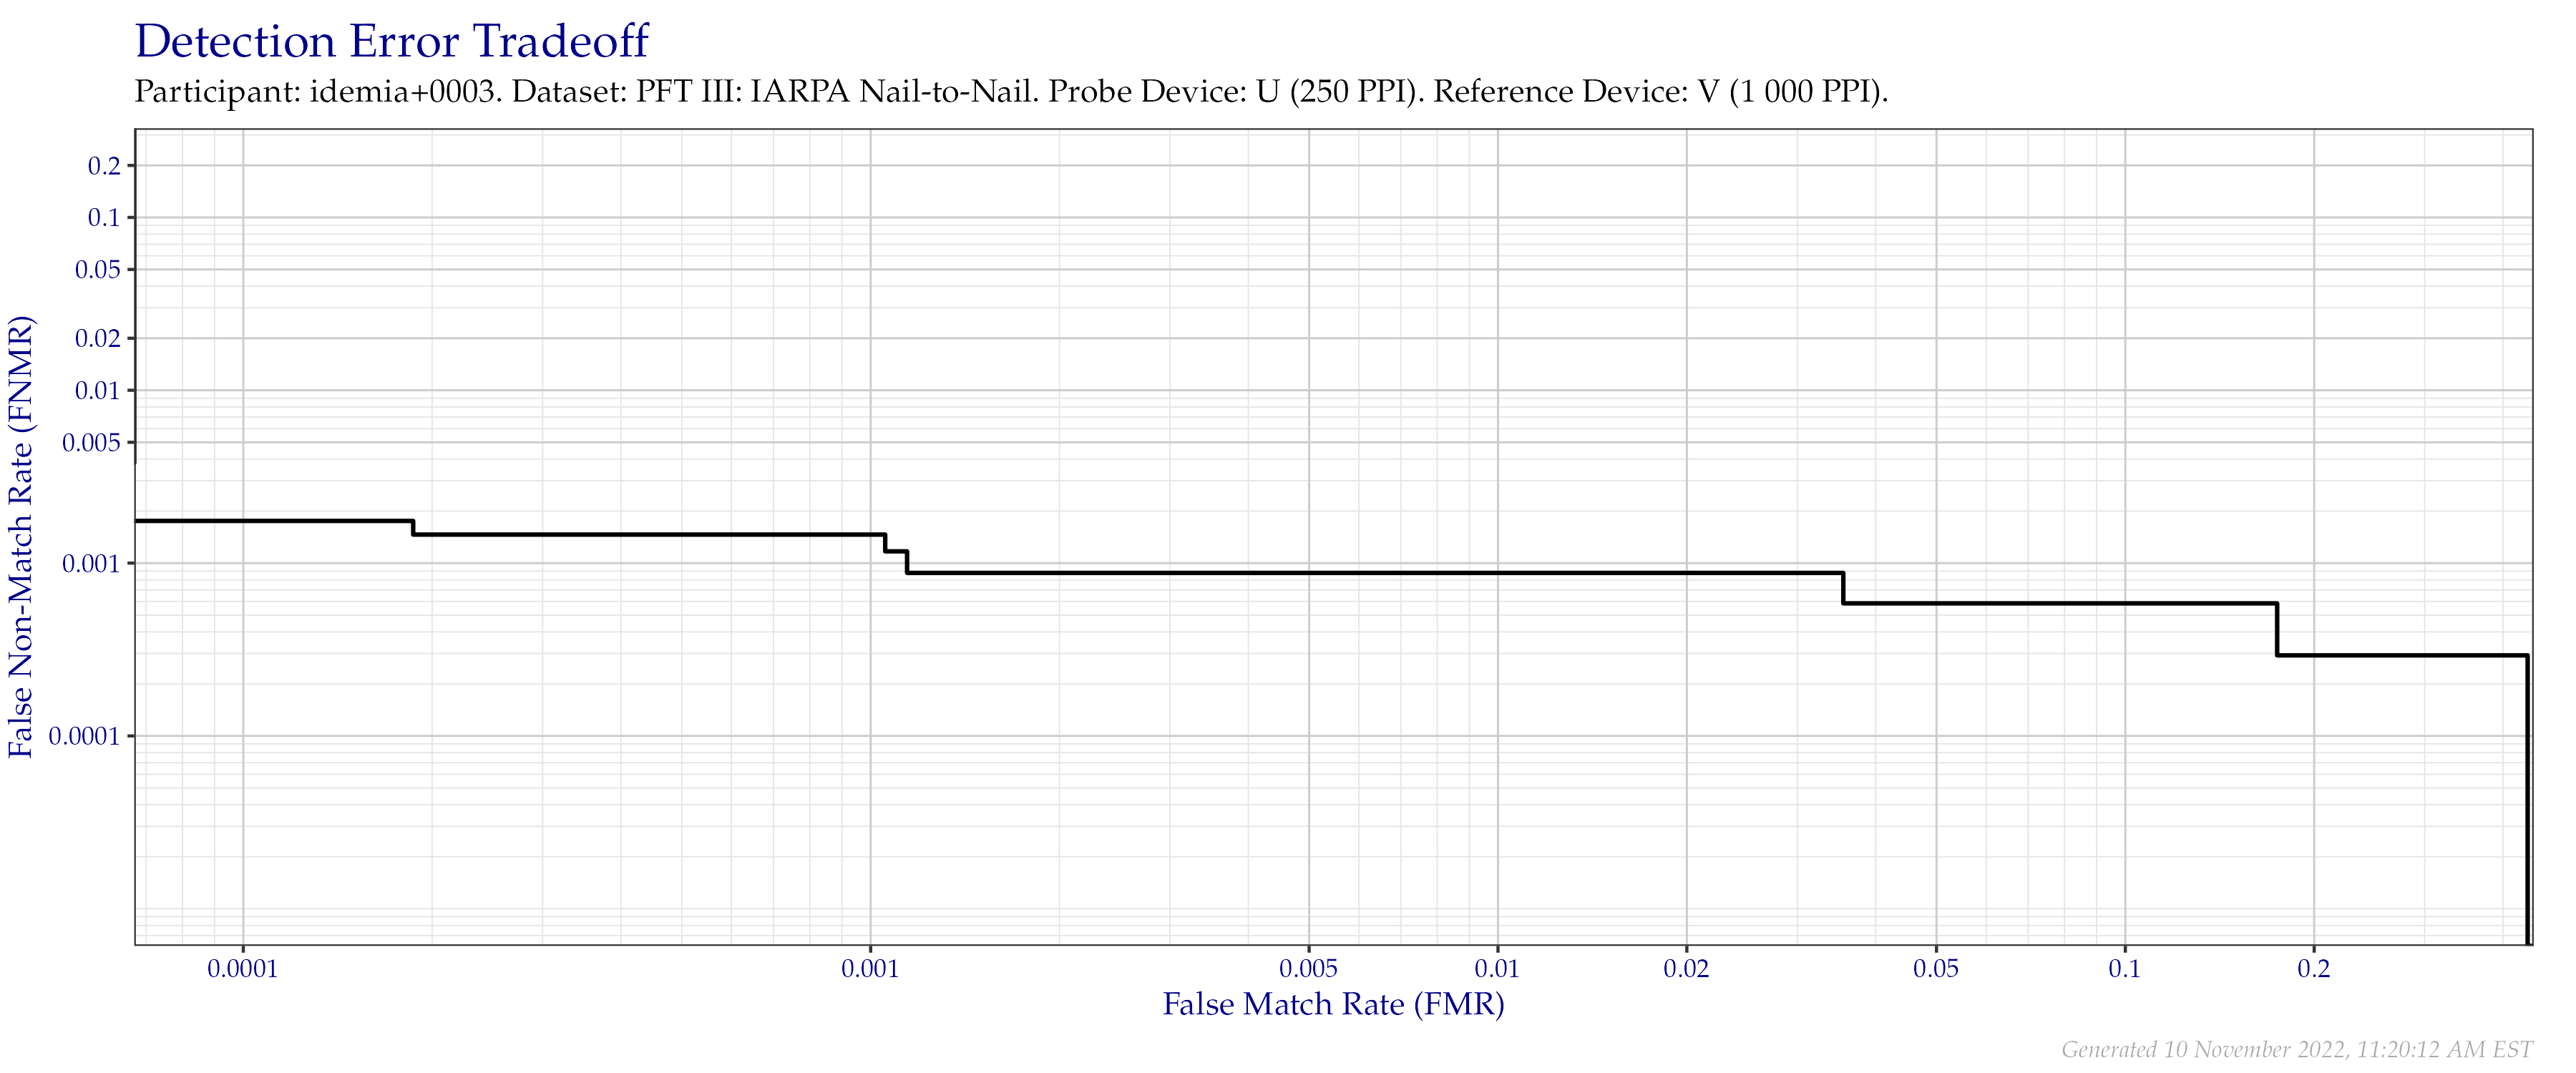 Detection Error Tradeoff
Participant: idemia+0003. Dataset: PFT III: IARPA Nail-to-Nail. Probe Device: U (250 PPI). Reference Device: V (1 000 PPI).
False Non-Match Rate (FNMR)
0.2
0.1
0.05
0.02
0.01
0.005
0.001
0.0001
0.0001 0.001 0.005 0.01 0.02 0.05 0.1 0.2
False Match Rate (FMR)
Generated 10 November 2022, 11:20:12 AM EST